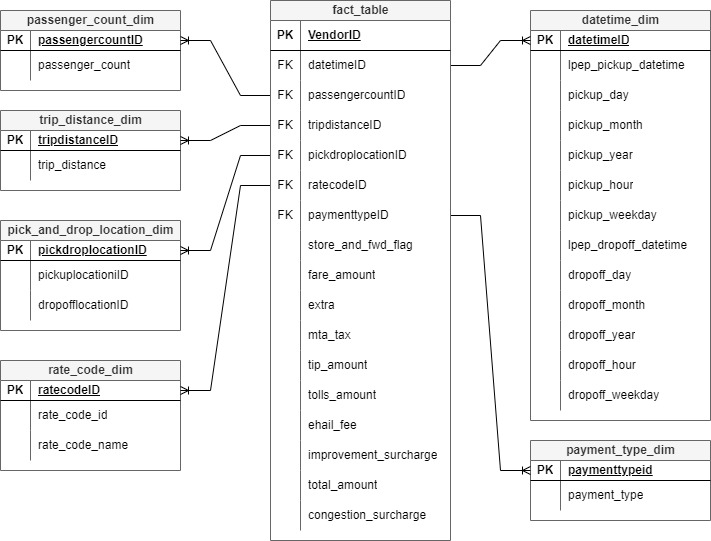 passenger_count_dim
PK passengercountID
passenger_count
trip_distance_dim
PK tripdistanceID
trip_distance
pick_and_drop_location_dim
PK pickdroplocationID
pickuplocationiID
dropofflocationID
rate_code_dim
PK ratecodeID
rate_code_id
rate_code_name
fact_table
PK VendorID
FK datetimeID
FK passengercountID
FK tripdistanceID
FK pickdroplocationID
FK ratecodeID
FK paymenttypeID
store_and_fwd_flag
fare_amount
extra
mta_tax
tip_amount
tolls_amount
ehail_fee
improvement_surcharge
total_amount
congestion_surcharge
datetime_dim
PK datetimeID
lpep_pickup_datetime
pickup_day
pickup_month
pickup_year
pickup_hour
pickup_weekday
lpep_dropoff_datetime
dropoff_day
dropoff_month
dropoff_year
dropoff_hour
dropoff_weekday
payment_type_dim
PK paymenttypeid
payment_type